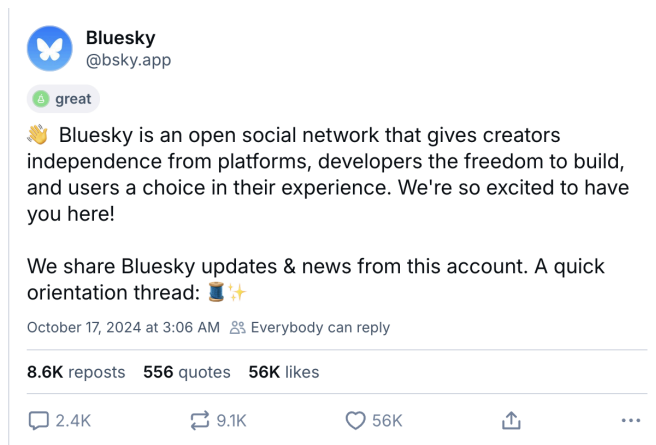 Bluesky
@bsky.app
great
👋 Bluesky is an open social network that gives creators
independence from platforms, developers the freedom to build,
and users a choice in their experience. We're so excited to have
you here!
We share Bluesky updates & news from this account. A quick
orientation thread: 🧵✨
October 17, 2024 at 3:06 AM Everybody can reply
8.6K reposts 556 quotes 56K likes
2.4K 9.1K 56K